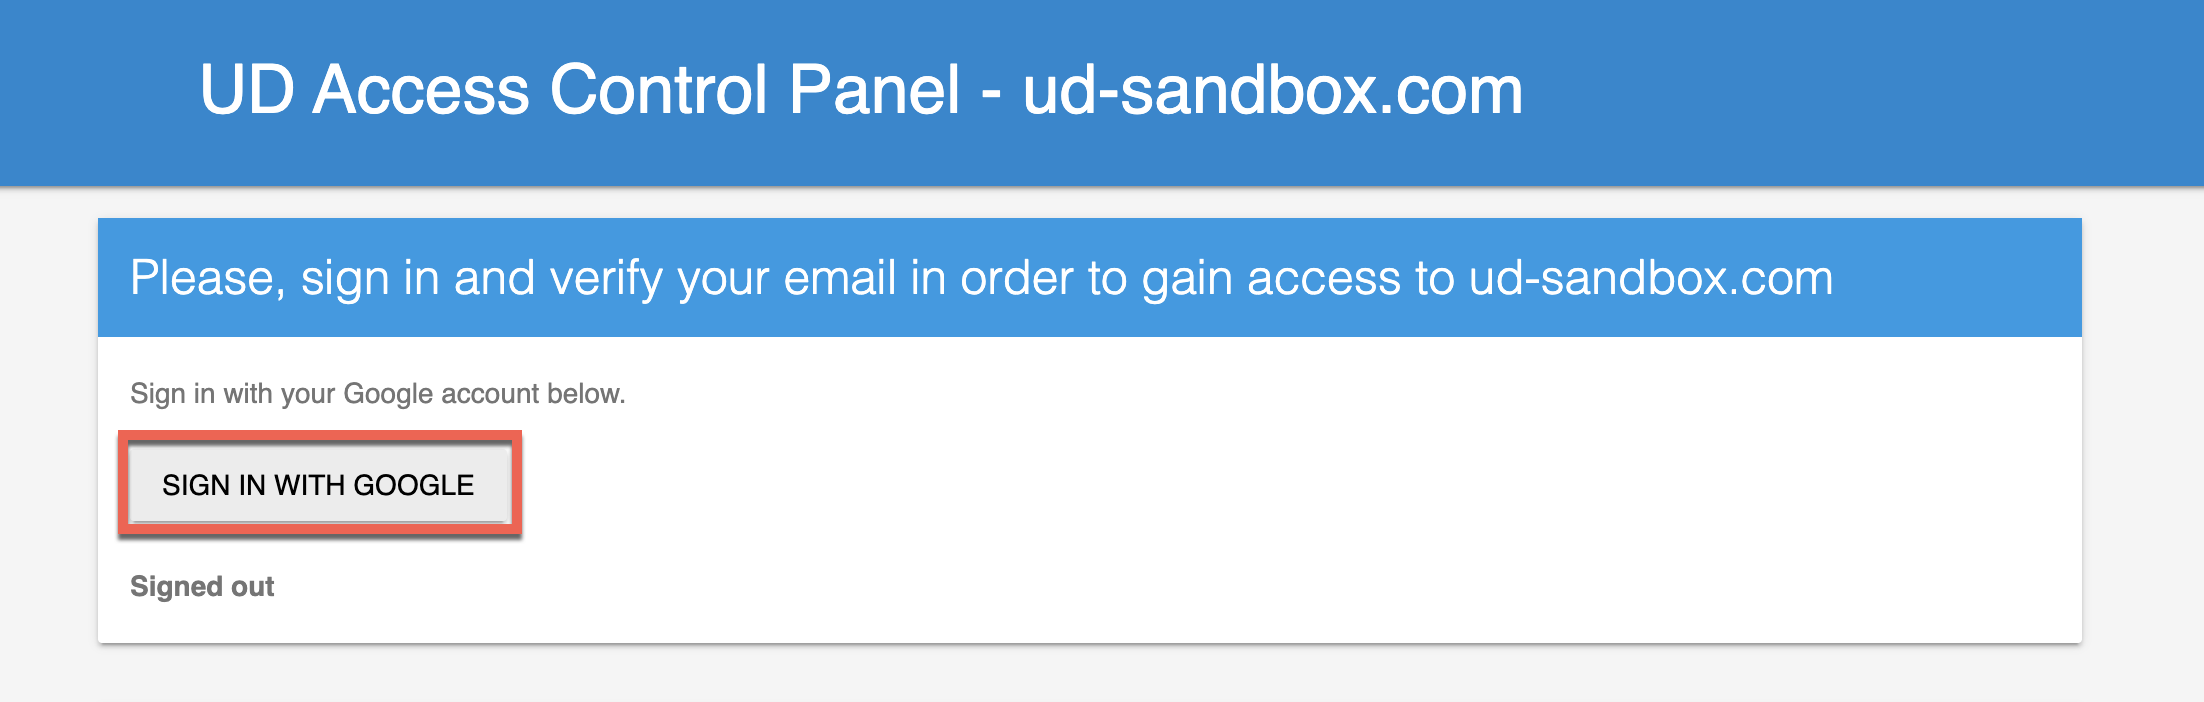 UD Access Control Panel - ud-sandbox.com
Please, sign in and verify your email in order to gain access to ud-sandbox.com
Sign in with your Google account below.
SIGN IN WITH GOOGLE
Signed out